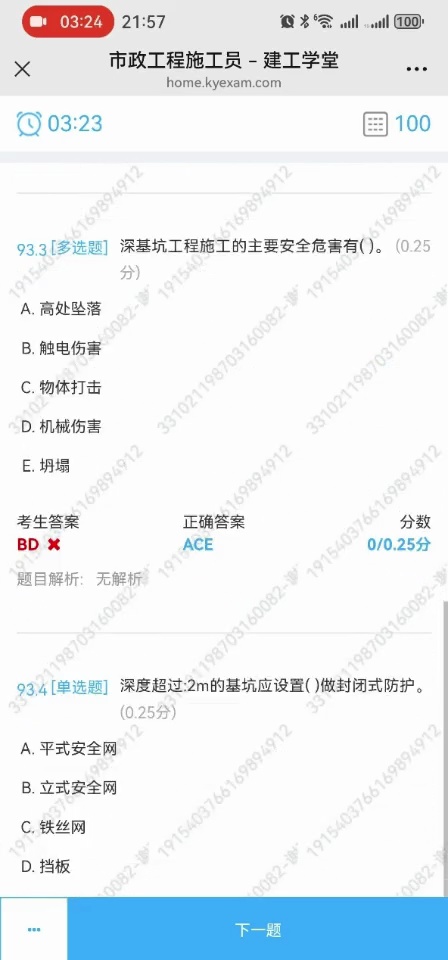 03:24 21:57 6 100
市政工程施工员 – 建工学堂
home.kyexam.com
03:23 100
93.3 [多选题] 深基坑工程施工的主要安全危害有( )。 (0.25
分)
A. 高处坠落
B. 触电伤害
C. 物体打击
D. 机械伤害
E. 坍塌
考生答案 正确答案 分数
BD ACE 0/0.25分
题目解析: 无解析
93.4 [单选题] 深度超过:2m的基坑应设置( )做封闭式防护。
(0.25分)
A. 平式安全网
B. 立式安全网
C. 铁丝网
D. 挡板
下一题